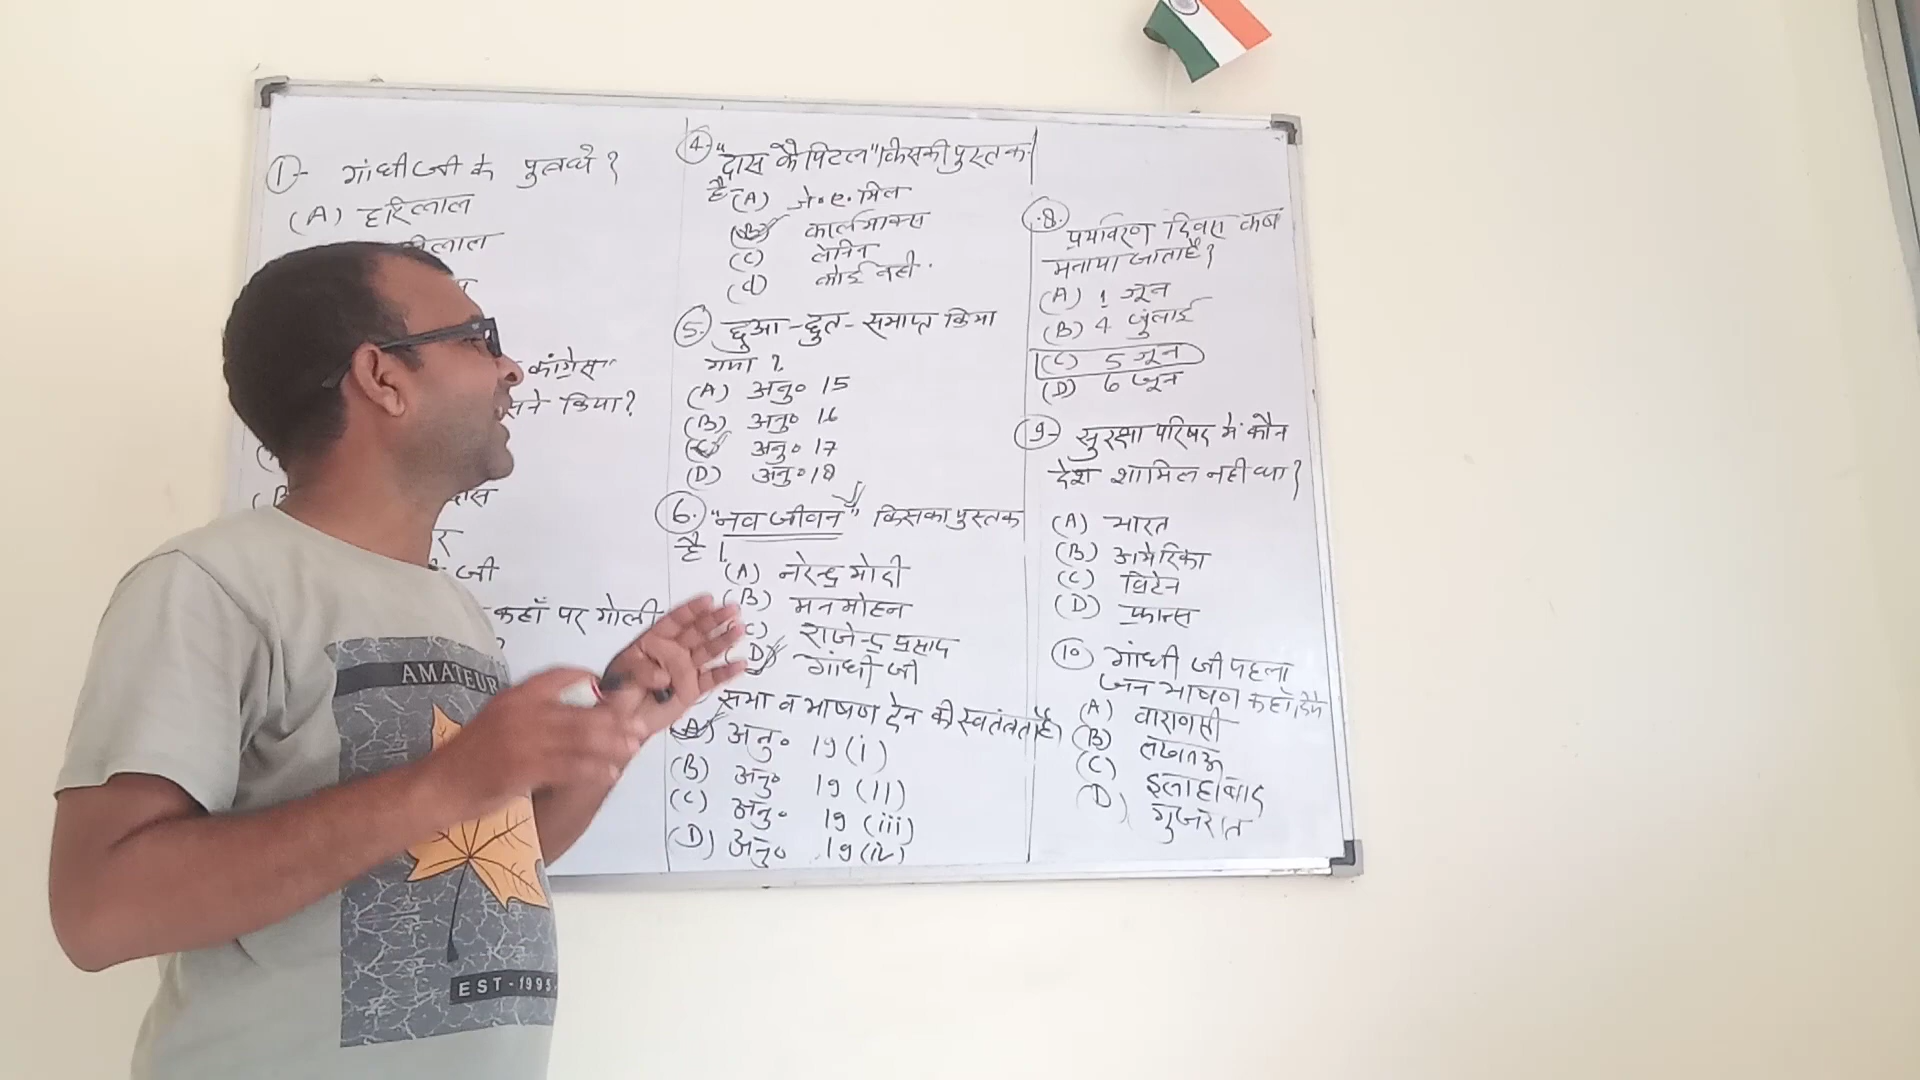 1- गांधी जी के पुत्र थे?
(A) हरिलाल
लाल
कांग्रेस"
सने किया?
(B
दास
र
जी
कहाँ पर गोली
4- "दास कैपिटल" किसकी पुस्तक
है (A) जे॰ ए॰ मिल
(B) कार्लमार्क्स
(C) लेनिन
(d) कोई नही
5. छुआ-छुत-समाप्त किया
गया ?
(A) अनु॰ 15
(B) अनु॰ 16
(C) अनु॰ 17
(D) अनु॰ 18
6. "नव जीवन" किसका पुस्तक
है।
(A) नरेन्द्र मोदी
(B) मनमोहन
(C) राजेन्द्र प्रसाद
(D) गांधी जी
सभा व भाषण देन की स्वतंत्रता है
(A) अनु॰ 19(i)
(B) अनु॰ 19(II)
(C) अनु॰ 19(iii)
(D) अनु॰ 19(iv)
8. पर्यावरण दिवस कब
मनाया जाता है?
(A) 1 जून
(B) 4 जुलाई
(C) 5 जून
(D) 6 जून
9- सुरक्षा परिषद में कौन
देश शामिल नही था?
(A) भारत
(B) अमेरिका
(C) ब्रिटेन
(D) फ्रान्स
10 गांधी जी पहला
जन भाषण कहाँ दिये
(A) वाराणसी
(B) लखनऊ
(C) इलाहाबाद
(D) गुजरात
AMATEUR
EST-1995